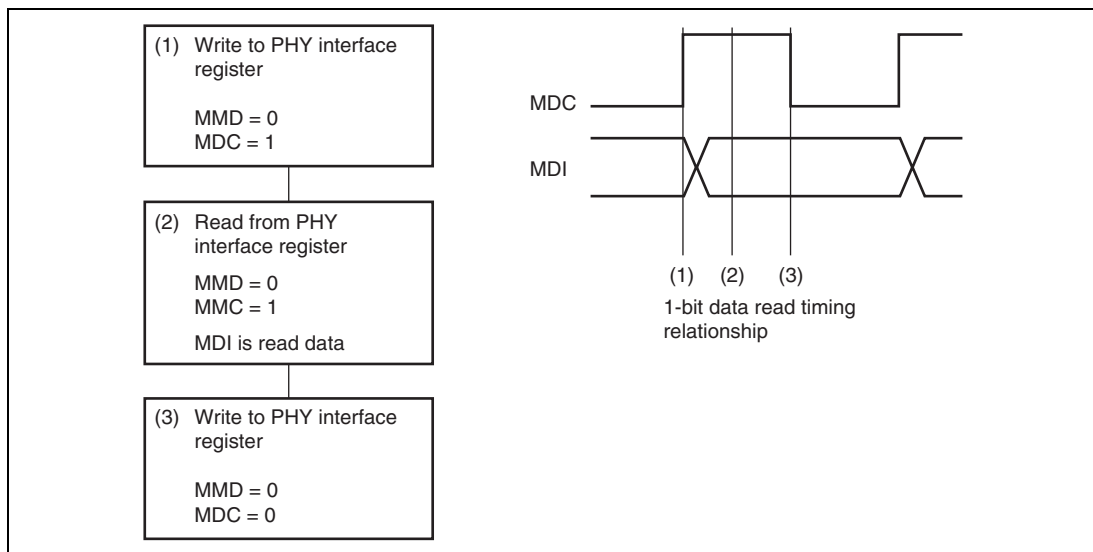 (1) Write to PHY interface
register
MMD = 0
MDC = 1
(2) Read from PHY
interface register
MMD = 0
MMC = 1
MDI is read data
(3) Write to PHY interface
register
MMD = 0
MDC = 0
MDC
MDI
(1) (2) (3)
1-bit data read timing
relationship